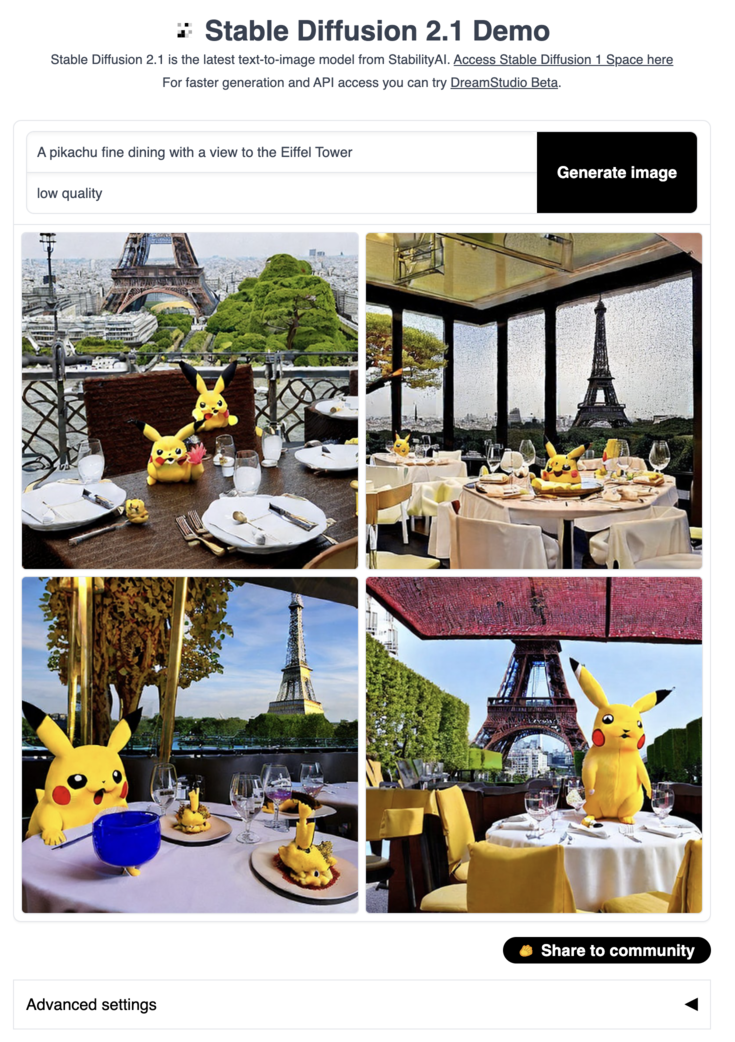 Stable Diffusion 2.1 Demo
Stable Diffusion 2.1 is the latest text-to-image model from StabilityAI. Access Stable Diffusion 1 Space here
For faster generation and API access you can try DreamStudio Beta.
A pikachu fine dining with a view to the Eiffel Tower
Generate image
low quality
Share to community
Advanced settings